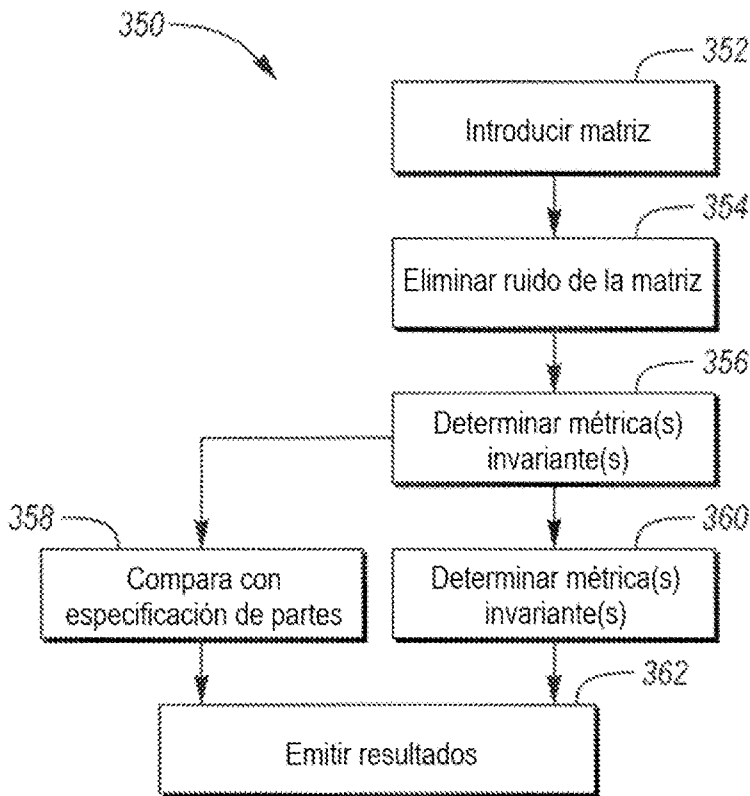 350
352
Introducir matriz
354
Eliminar ruido de la matriz
356
Determinar métrica(s)
invariante(s)
358
Compara con
especificación de partes
360
Determinar métrica(s)
invariante(s)
362
Emitir resultados